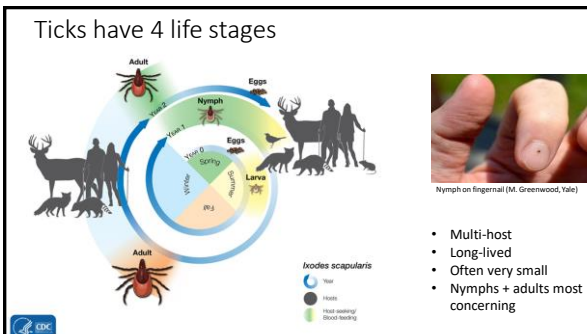 Ticks have 4 life stages
Adult
Eggs
Nymph
YEAR 2
YEAR 1
Eggs
YEAR 0
Spring
Larva
Winter
Summer
Fall
Adult
Ixodes scapularis
Year
Hosts
Host-seeking/
Blood-feeding
CDC
Nymph on fingernail (M. Greenwood, Yale)
• Multi-host
• Long-lived
• Often very small
• Nymphs + adults most
concerning